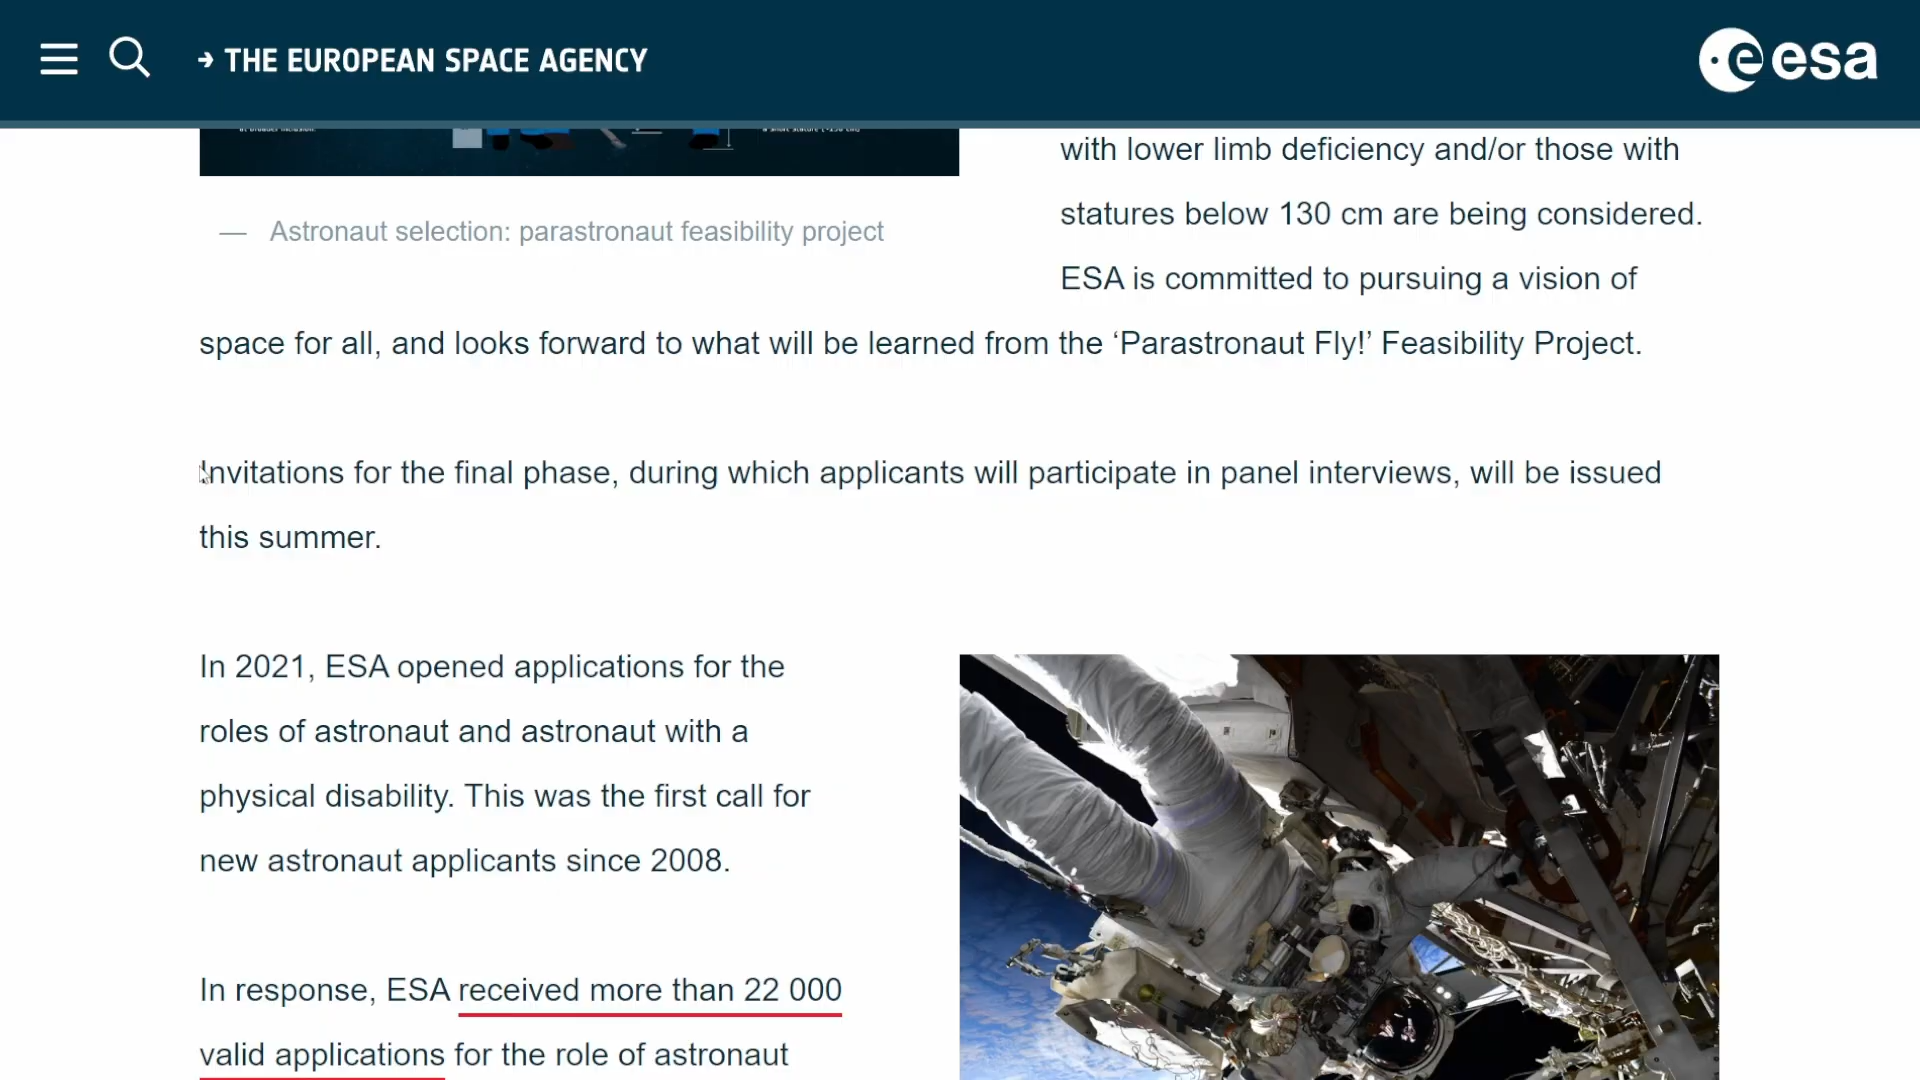 → THE EUROPEAN SPACE AGENCY
esa
with lower limb deficiency and/or those with
statures below 130 cm are being considered.
— Astronaut selection: parastronaut feasibility project
ESA is committed to pursuing a vision of
space for all, and looks forward to what will be learned from the ‘Parastronaut Fly!’ Feasibility Project.
Invitations for the final phase, during which applicants will participate in panel interviews, will be issued
this summer.
In 2021, ESA opened applications for the
roles of astronaut and astronaut with a
physical disability. This was the first call for
new astronaut applicants since 2008.
In response, ESA received more than 22 000
valid applications for the role of astronaut